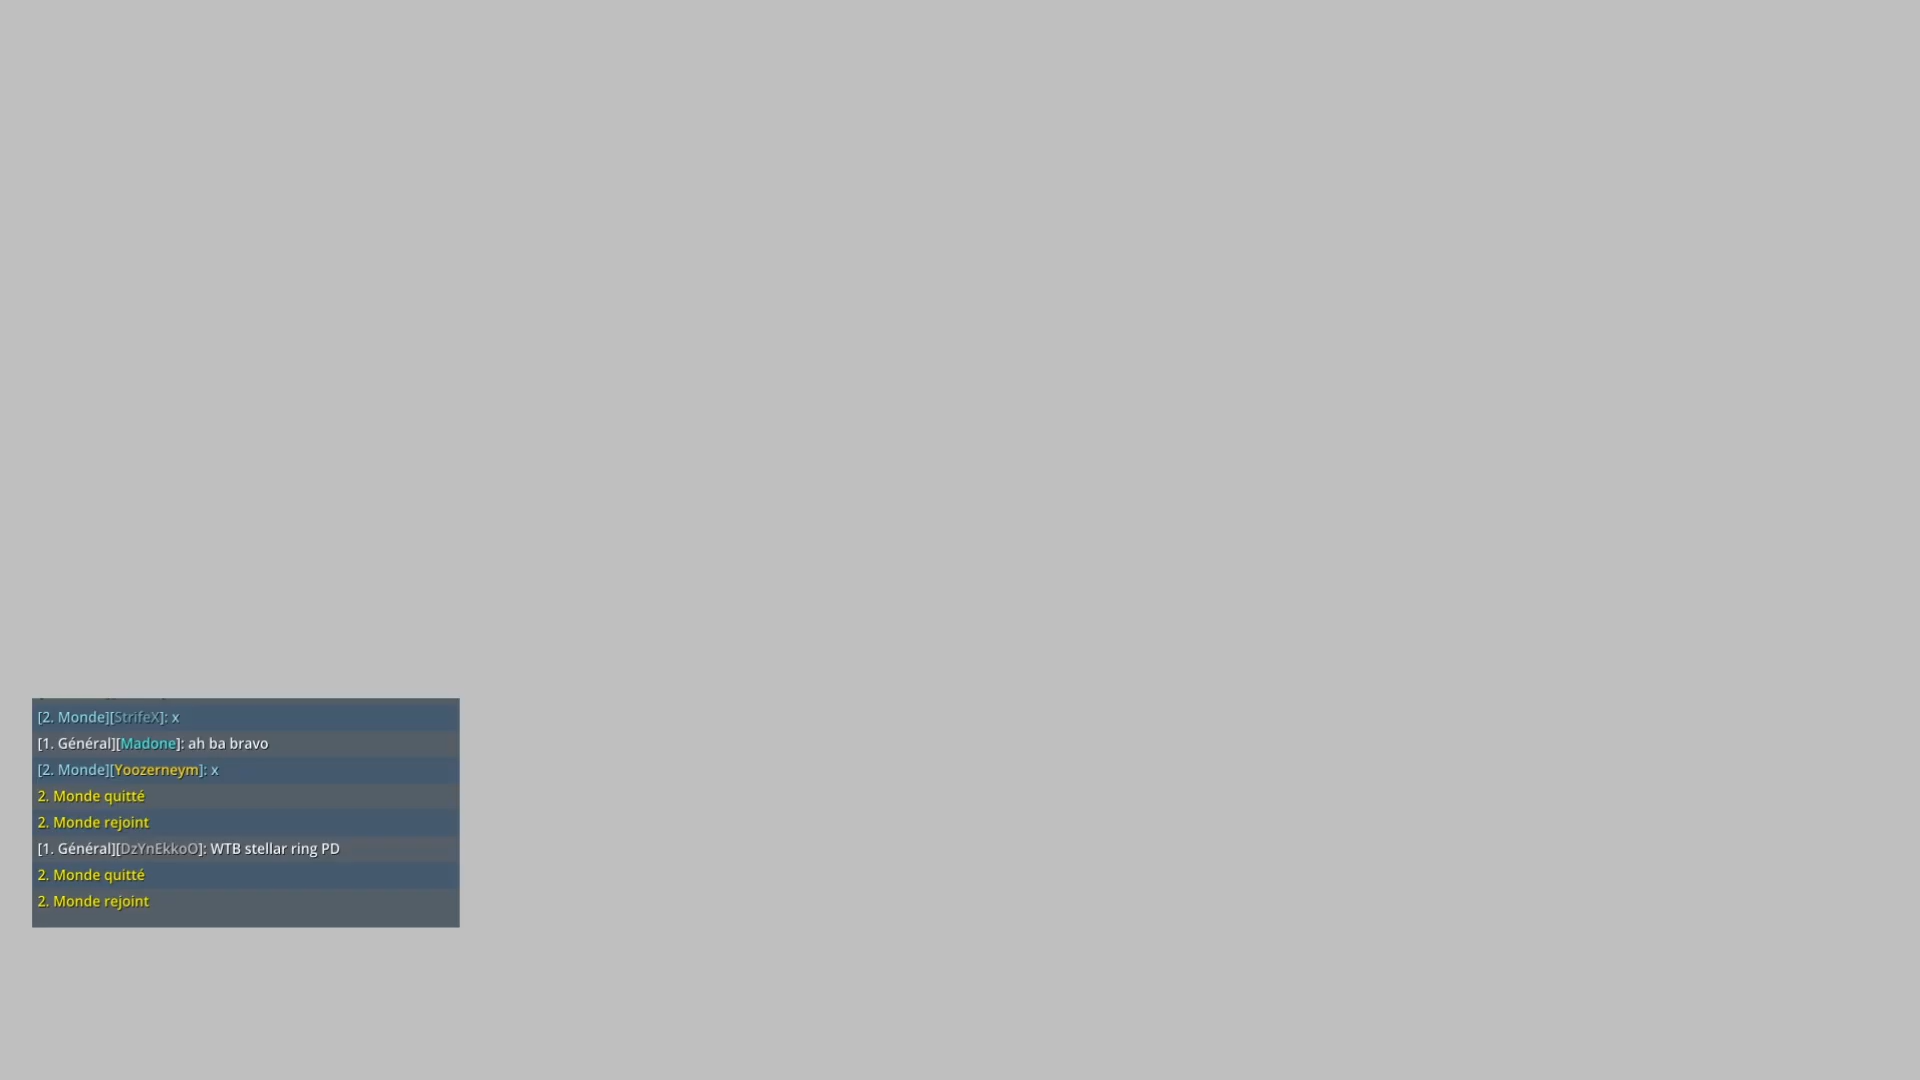 [2. Monde][StrifeX]: x
[1. Général][Madone]: ah ba bravo
[2. Monde][Yoozerneym]: x
2. Monde quitté
2. Monde rejoint
[1. Général][DzYnEkkoO]: WTB stellar ring PD
2. Monde quitté
2. Monde rejoint